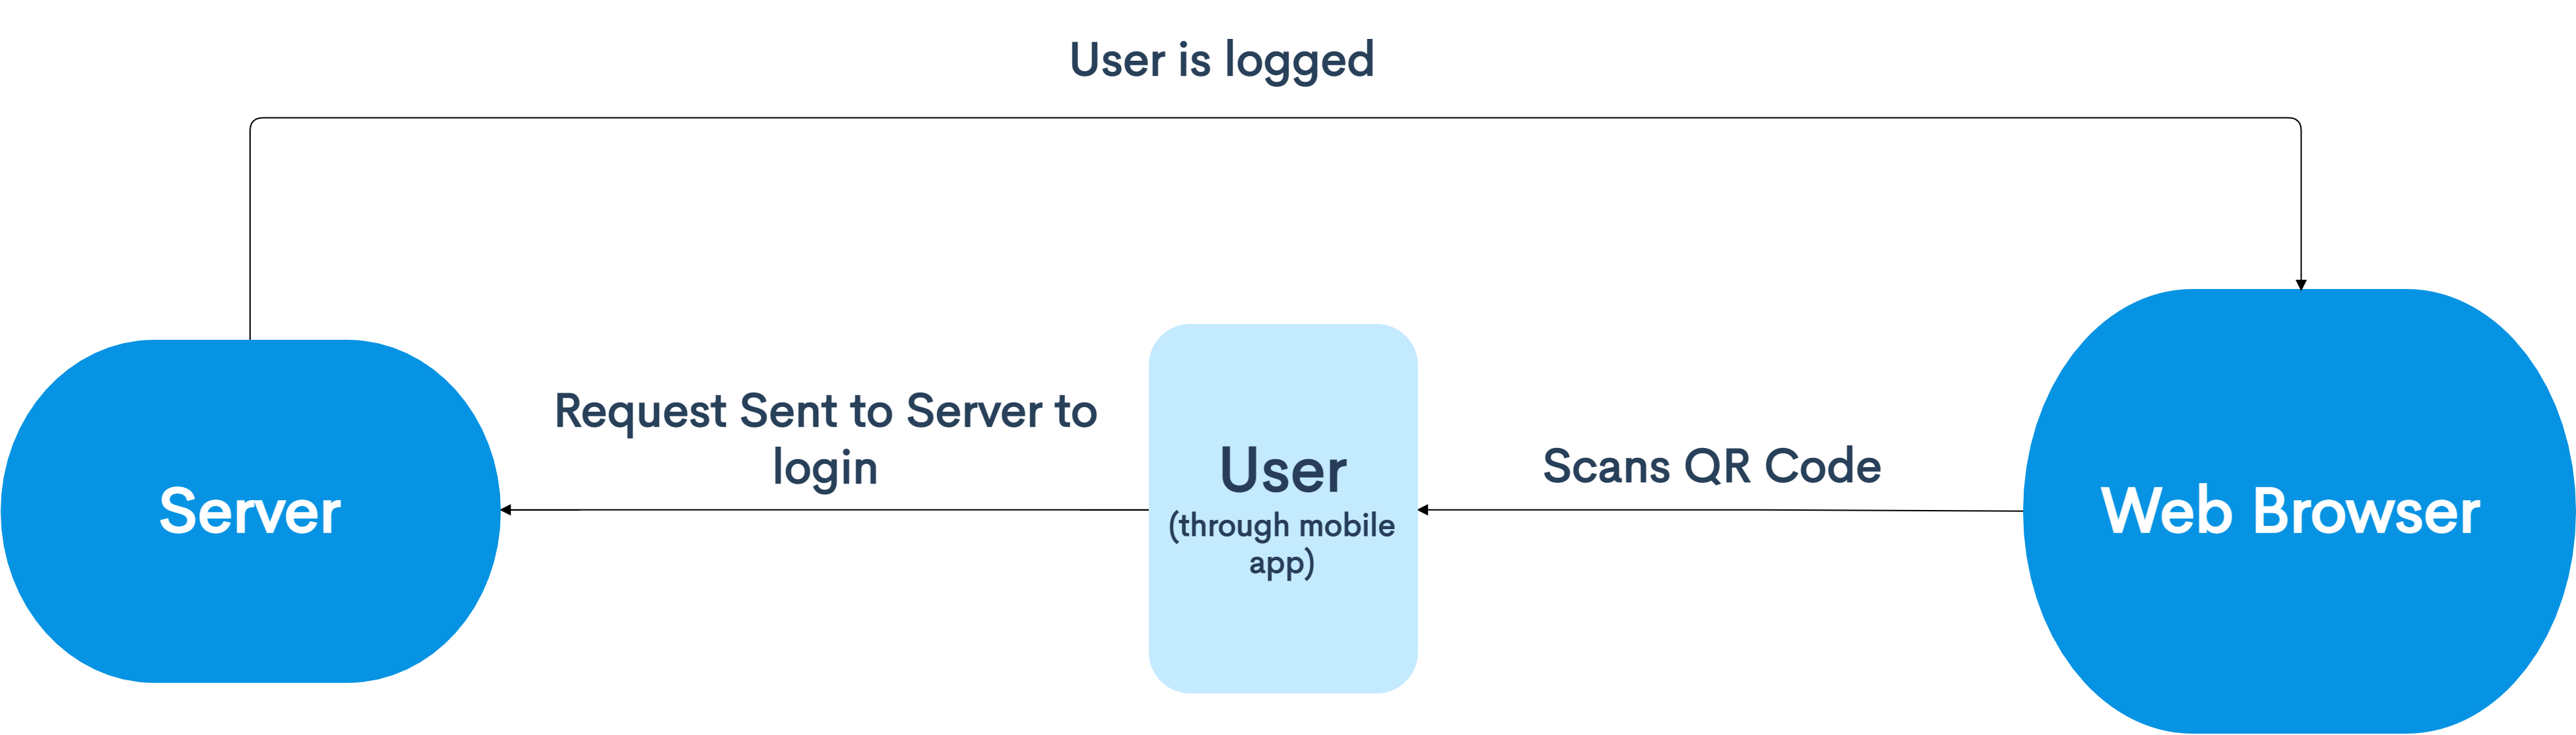 User is logged
Request Sent to Server to
login
Server
User
(through mobile
app)
Scans QR Code
Web Browser